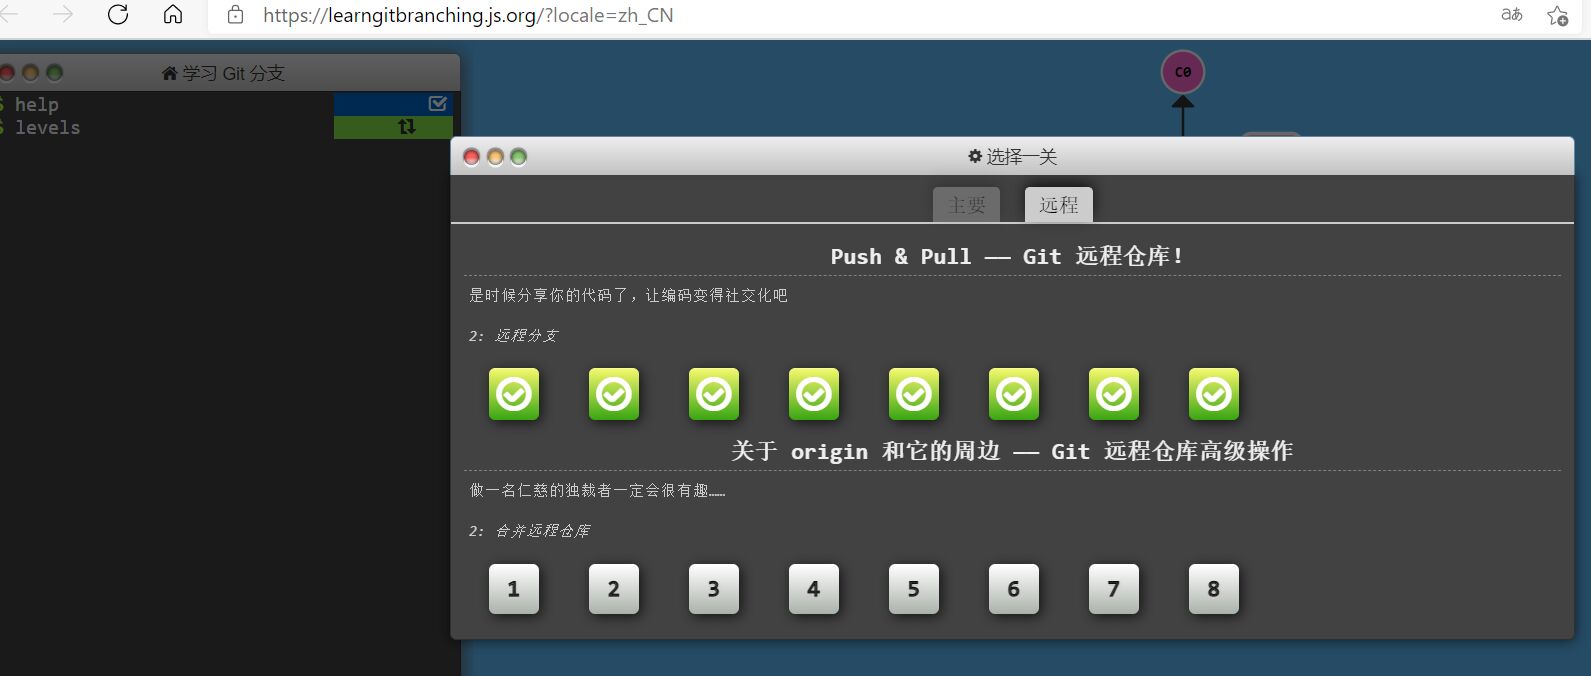 https://learngitbranching.js.org/?locale=zh_CN
aあ
学习 Git 分支
$ help
$ levels
C0
选择一关
主要 远程
Push & Pull —— Git 远程仓库！
是时候分享你的代码了，让编码变得社交化吧
2: 远程分支
关于 origin 和它的周边 —— Git 远程仓库高级操作
做一名仁慈的独裁者一定会很有趣……
2: 合并远程仓库
1 2 3 4 5 6 7 8